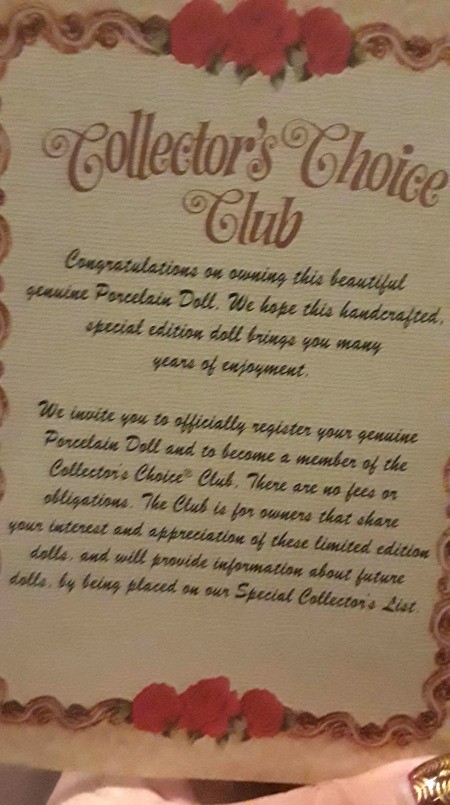 Collector's Choice
Club
Congratulations on owning this beautiful
genuine Porcelain Doll. We hope this handcrafted,
special edition doll brings you many
years of enjoyment.
We invite you to officially register your genuine
Porcelain Doll and to become a member of the
Collector's Choice® Club. There are no fees or
obligations. The Club is for owners that share
your interest and appreciation of these limited edition
dolls, and will provide information about future
dolls, by being placed on our Special Collector's List.